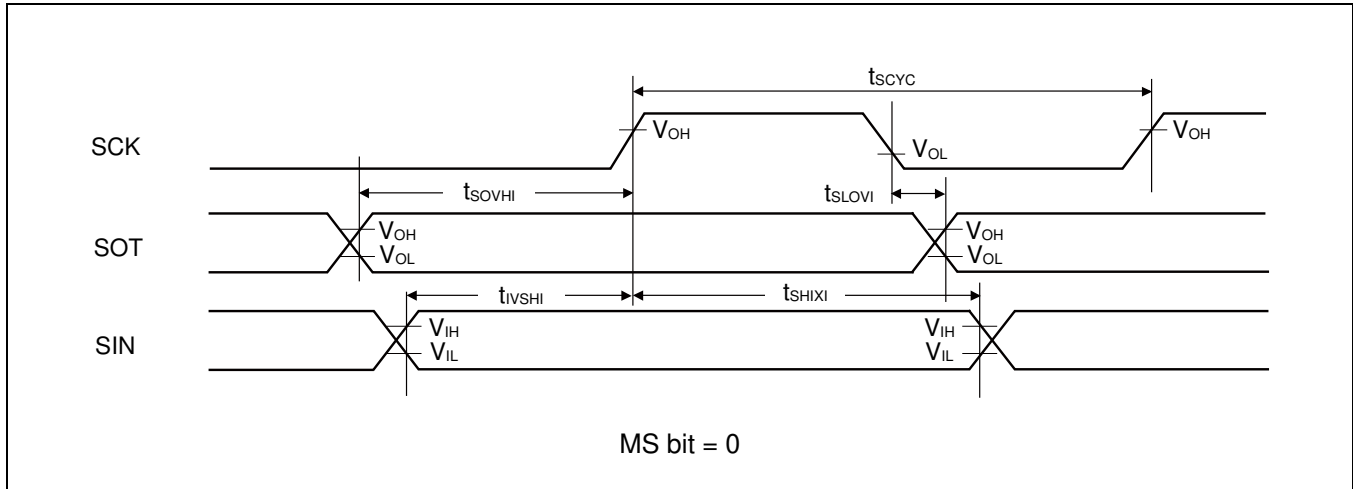 tSCYC
SCK
VOH
VOL
VOH
tSOVHI
tSLOVI
SOT
VOH
VOL
VOH
VOL
tIVSHI
tSHIXI
SIN
VIH
VIL
VIH
VIL
MS bit = 0